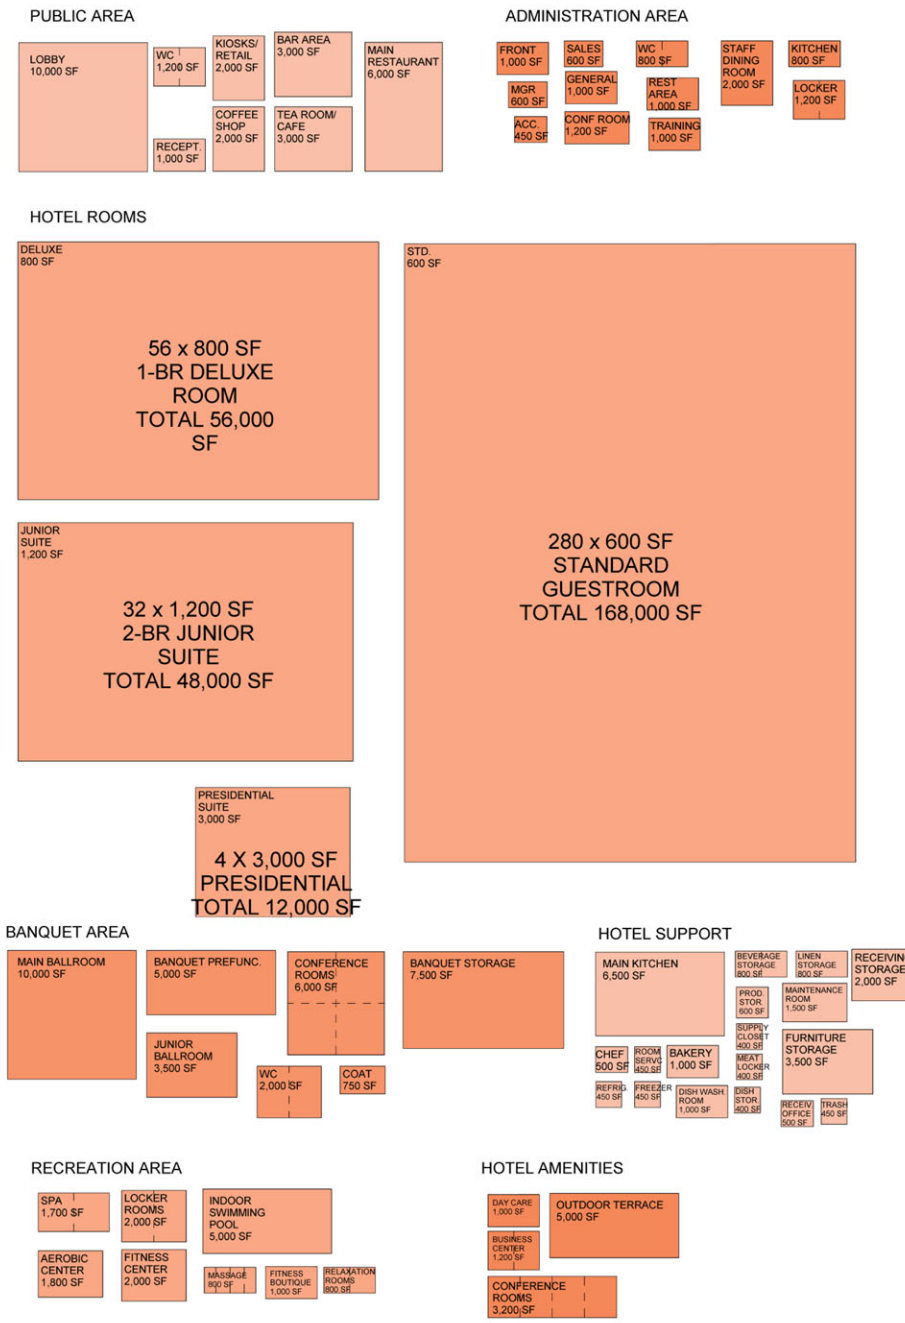 PUBLIC AREA
LOBBY
10,000 SF
WC
1,200 SF
RECEPT.
1,000 SF
KIOSKS/
RETAIL
2,000 SF
COFFEE
SHOP
2,000 SF
BAR AREA
3,000 SF
TEA ROOM/
CAFE
3,000 SF
MAIN
RESTAURANT
6,000 SF
ADMINISTRATION AREA
FRONT
1,000 SF
MGR
600 SF
ACC.
450 SF
SALES
600 SF
GENERAL
1,000 SF
CONF ROOM
1,200 SF
WC
800 SF
REST
AREA
1,000 SF
TRAINING
1,000 SF
STAFF
DINING
ROOM
2,000 SF
KITCHEN
800 SF
LOCKER
1,200 SF
HOTEL ROOMS
DELUXE
800 SF
56 x 800 SF
1-BR DELUXE
ROOM
TOTAL 56,000
SF
JUNIOR
SUITE
1,200 SF
32 x 1,200 SF
2-BR JUNIOR
SUITE
TOTAL 48,000 SF
PRESIDENTIAL
SUITE
3,000 SF
4 X 3,000 SF
PRESIDENTIAL
TOTAL 12,000 SF
STD.
600 SF
280 x 600 SF
STANDARD
GUESTROOM
TOTAL 168,000 SF
BANQUET AREA
MAIN BALLROOM
10,000 SF
BANQUET PREFUNC.
5,000 SF
JUNIOR
BALLROOM
3,500 SF
CONFERENCE
ROOMS
6,000 SF
WC
2,000 SF
COAT
750 SF
BANQUET STORAGE
7,500 SF
HOTEL SUPPORT
MAIN KITCHEN
6,500 SF
CHEF
500 SF
ROOM
SERVC
450 SF
BAKERY
1,000 SF
REFRIG.
450 SF
FREEZER
450 SF
DISH WASH.
ROOM
1,000 SF
BEVERAGE
STORAGE
800 SF
PROD.
STOR.
600 SF
SUPPLY
CLOSET
400 SF
MEAT
LOCKER
400 SF
DISH
STOR.
400 SF
LINEN
STORAGE
800 SF
MAINTENANCE
ROOM
1,500 SF
FURNITURE
STORAGE
3,500 SF
RECEIV.
OFFICE
500 SF
TRASH
450 SF
RECEIVING
STORAGE
2,000 SF
RECREATION AREA
SPA
1,700 SF
AEROBIC
CENTER
1,800 SF
LOCKER
ROOMS
2,000 SF
FITNESS
CENTER
2,000 SF
INDOOR
SWIMMING
POOL
5,000 SF
MASSAGE
800 SF
FITNESS
BOUTIQUE
1,000 SF
RELAXATION
ROOMS
800 SF
HOTEL AMENITIES
DAY CARE
1,000 SF
BUSINESS
CENTER
1,200 SF
OUTDOOR TERRACE
5,000 SF
CONFERENCE
ROOMS
3,200 SF